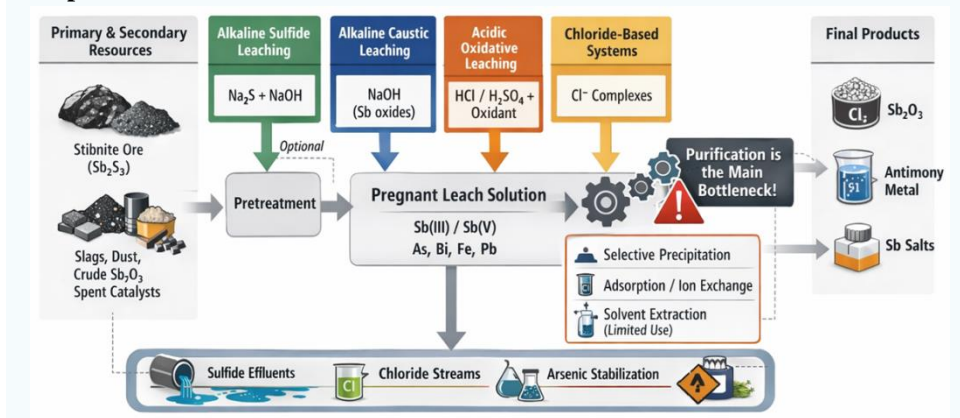 Primary & Secondary
Resources
Stibnite Ore
(Sb₂S₃)
Slags, Dust,
Crude Sb₂O₃
Spent Catalysts
Alkaline Sulfide
Leaching
Na₂S + NaOH
Alkaline Caustic
Leaching
NaOH
(Sb oxides)
Acidic
Oxidative
Leaching
HCl / H₂SO₄ +
Oxidant
Chloride-Based
Systems
Cl⁻ Complexes
Optional
Pretreatment
Pregnant Leach Solution
Sb(III) / Sb(V)
As, Bi, Fe, Pb
Purification is
the Main
Bottleneck!
Selective Precipitation
Adsorption / Ion Exchange
Solvent Extraction
(Limited Use)
Final Products
Sb₂O₃
Antimony
Metal
Sb Salts
Sulfide Effluents
Cl
Chloride Streams
Arsenic Stabilization